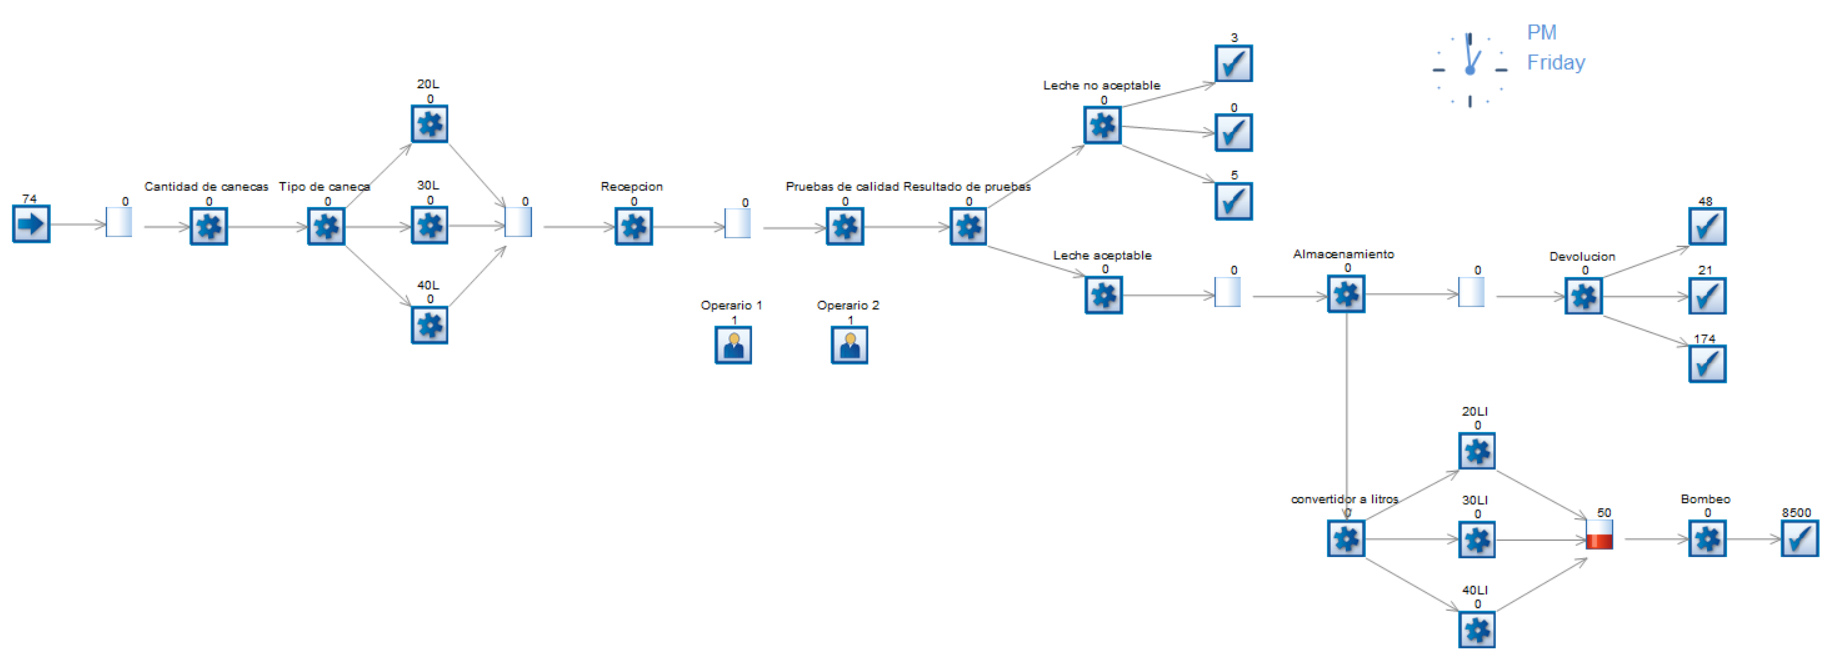 PM
Friday
3
Leche no aceptable
0
20L
0
0
5
74
0
Cantidad de canecas
0
Tipo de caneca
0
30L
0
0
Recepcion
0
0
Pruebas de calidad
0
Resultado de pruebas
0
40L
0
Operario 1
1
Operario 2
1
Leche aceptable
0
0
Almacenamiento
0
0
Devolucion
0
48
21
174
convertidor a litros
0
20LI
0
30LI
0
40LI
0
50
Bombeo
0
8500